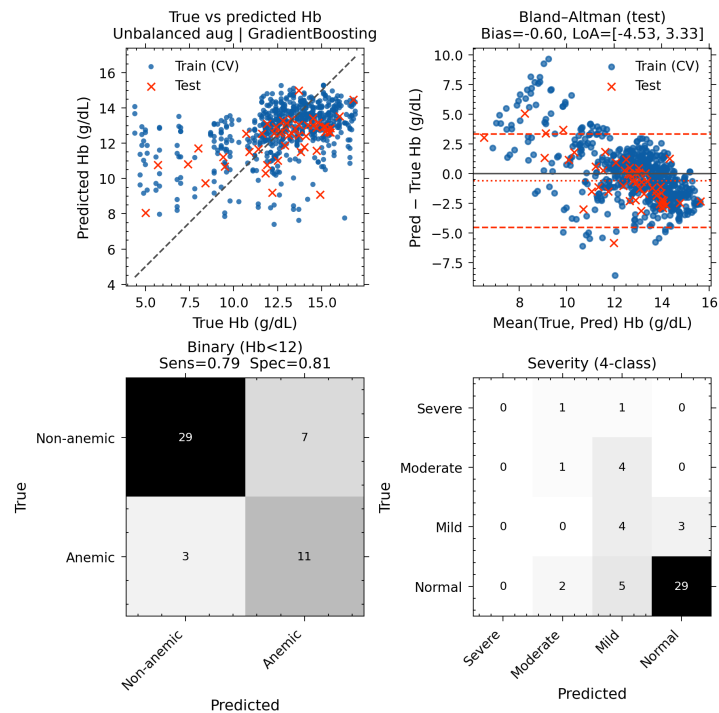 True vs predicted Hb
Unbalanced aug | GradientBoosting
Train (CV)
Test
Predicted Hb (g/dL)
16
14
12
10
8
6
4
5.0 7.5 10.0 12.5 15.0
True Hb (g/dL)
Bland–Altman (test)
Bias=-0.60, LoA=[-4.53, 3.33]
Train (CV)
Test
Pred − True Hb (g/dL)
10.0
7.5
5.0
2.5
0.0
−2.5
−5.0
−7.5
8 10 12 14 16
Mean(True, Pred) Hb (g/dL)
Binary (Hb<12)
Sens=0.79 Spec=0.81
True
Non-anemic 29 7
Anemic 3 11
Non-anemic Anemic
Predicted
Severity (4-class)
True
Severe 0 1 1 0
Moderate 0 1 4 0
Mild 0 0 4 3
Normal 0 2 5 29
Severe Moderate Mild Normal
Predicted